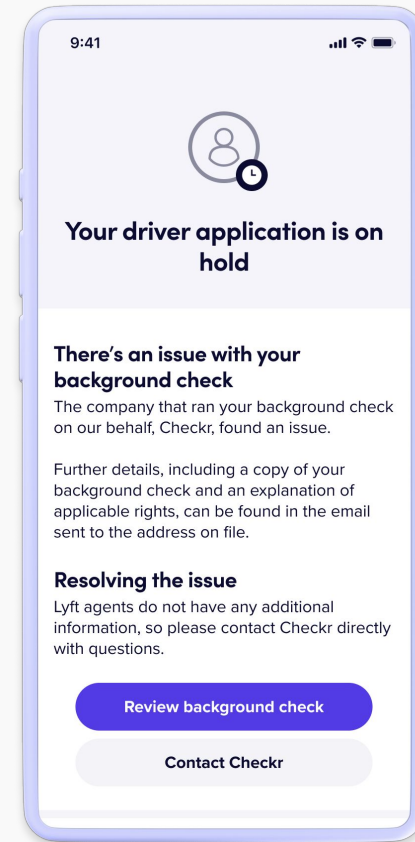 9:41
Your driver application is on
hold
There's an issue with your
background check
The company that ran your background check
on our behalf, Checkr, found an issue.
Further details, including a copy of your
background check and an explanation of
applicable rights, can be found in the email
sent to the address on file.
Resolving the issue
Lyft agents do not have any additional
information, so please contact Checkr directly
with questions.
Review background check
Contact Checkr